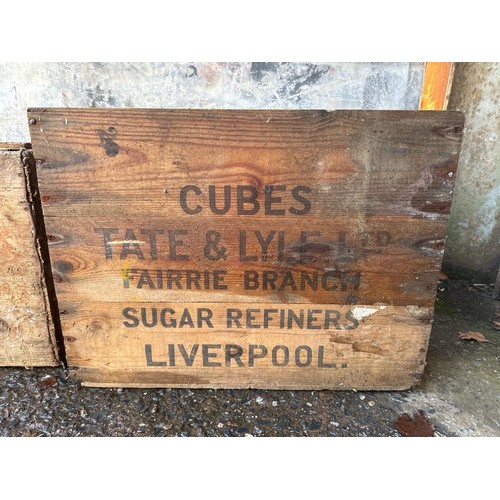 CUBES
TATE & LYLE LTD
FAIRRIE BRANCH
SUGAR REFINERS
LIVERPOOL.